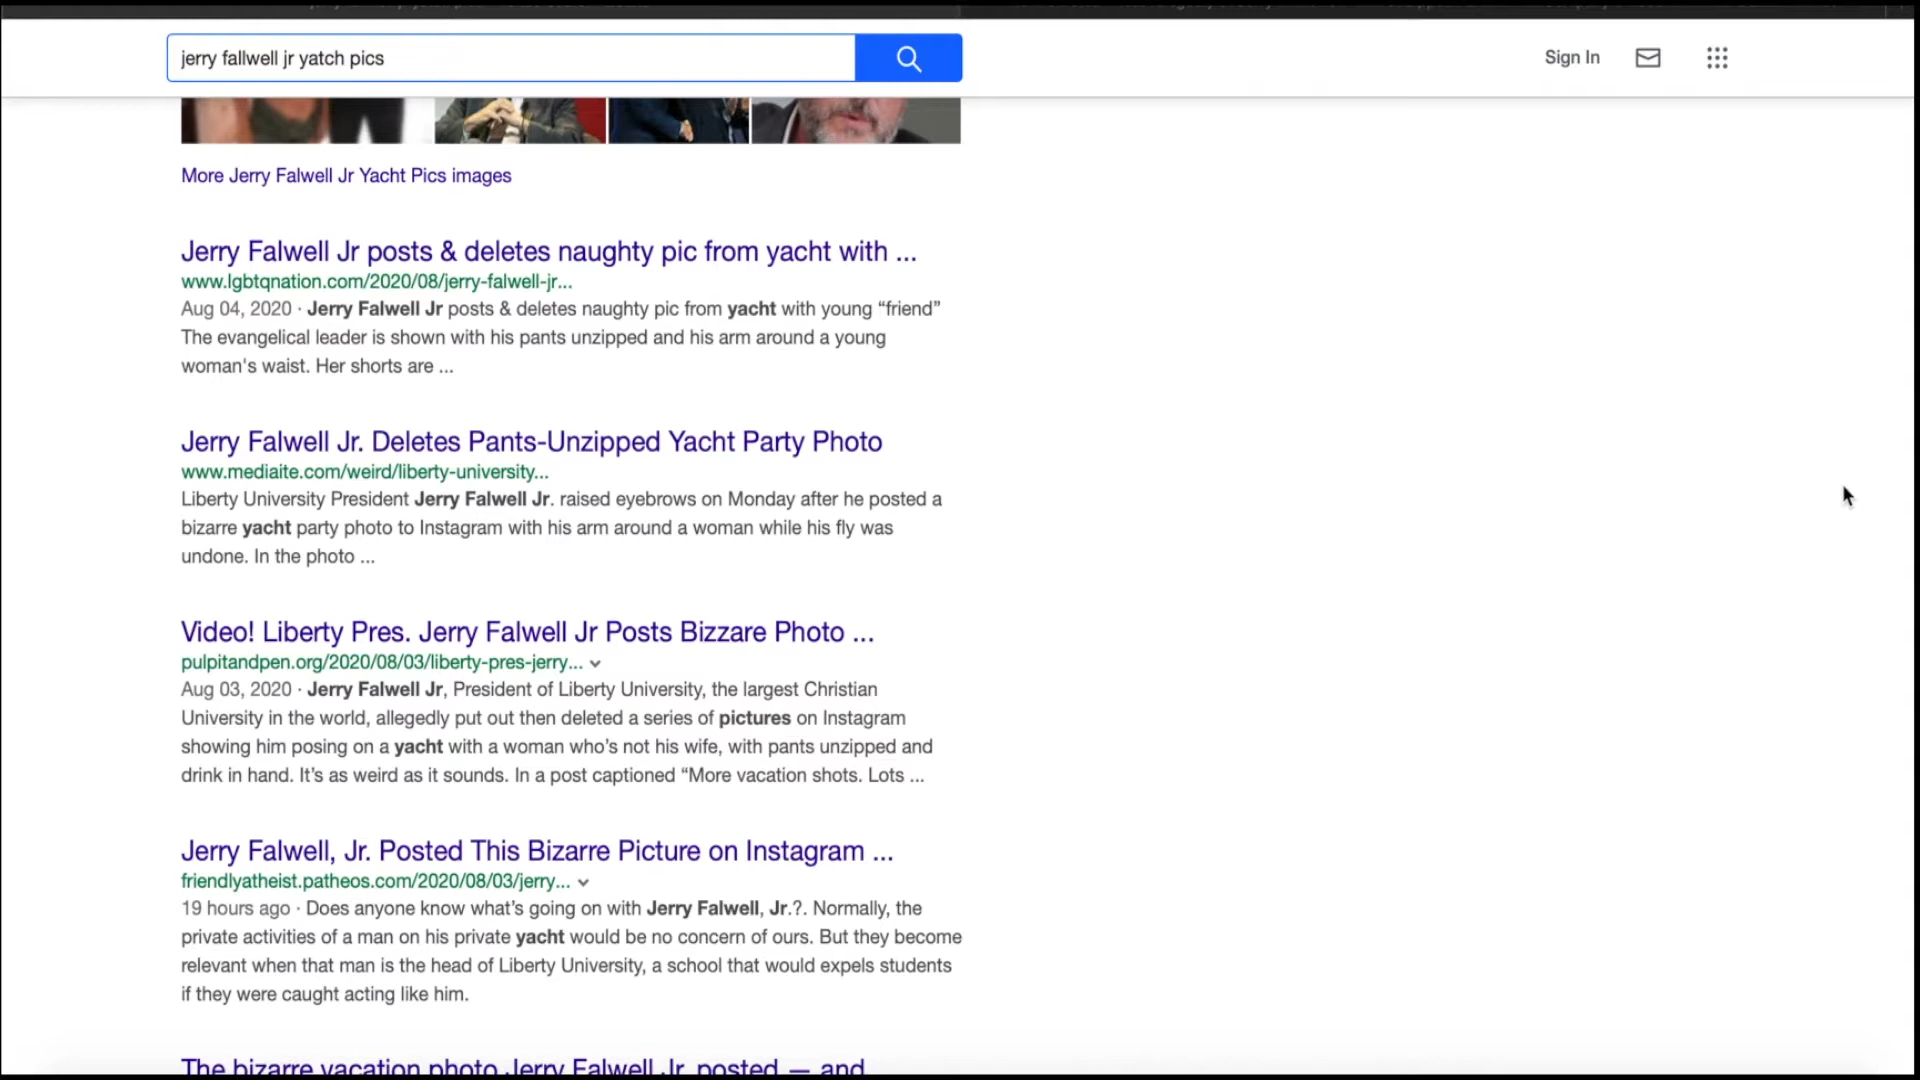 jerry fallwell jr yatch pics
Sign In
More Jerry Falwell Jr Yacht Pics images
Jerry Falwell Jr posts & deletes naughty pic from yacht with ...
www.lgbtqnation.com/2020/08/jerry-falwell-jr...
Aug 04, 2020 · Jerry Falwell Jr posts & deletes naughty pic from yacht with young “friend”
The evangelical leader is shown with his pants unzipped and his arm around a young
woman's waist. Her shorts are ...
Jerry Falwell Jr. Deletes Pants-Unzipped Yacht Party Photo
www.mediaite.com/weird/liberty-university...
Liberty University President Jerry Falwell Jr. raised eyebrows on Monday after he posted a
bizarre yacht party photo to Instagram with his arm around a woman while his fly was
undone. In the photo ...
Video! Liberty Pres. Jerry Falwell Jr Posts Bizzare Photo ...
pulpitandpen.org/2020/08/03/liberty-pres-jerry...
Aug 03, 2020 · Jerry Falwell Jr, President of Liberty University, the largest Christian
University in the world, allegedly put out then deleted a series of pictures on Instagram
showing him posing on a yacht with a woman who’s not his wife, with pants unzipped and
drink in hand. It’s as weird as it sounds. In a post captioned “More vacation shots. Lots ...
Jerry Falwell, Jr. Posted This Bizarre Picture on Instagram ...
friendlyatheist.patheos.com/2020/08/03/jerry...
19 hours ago · Does anyone know what’s going on with Jerry Falwell, Jr.?. Normally, the
private activities of a man on his private yacht would be no concern of ours. But they become
relevant when that man is the head of Liberty University, a school that would expels students
if they were caught acting like him.
The bizarre vacation photo Jerry Falwell Jr. posted — and